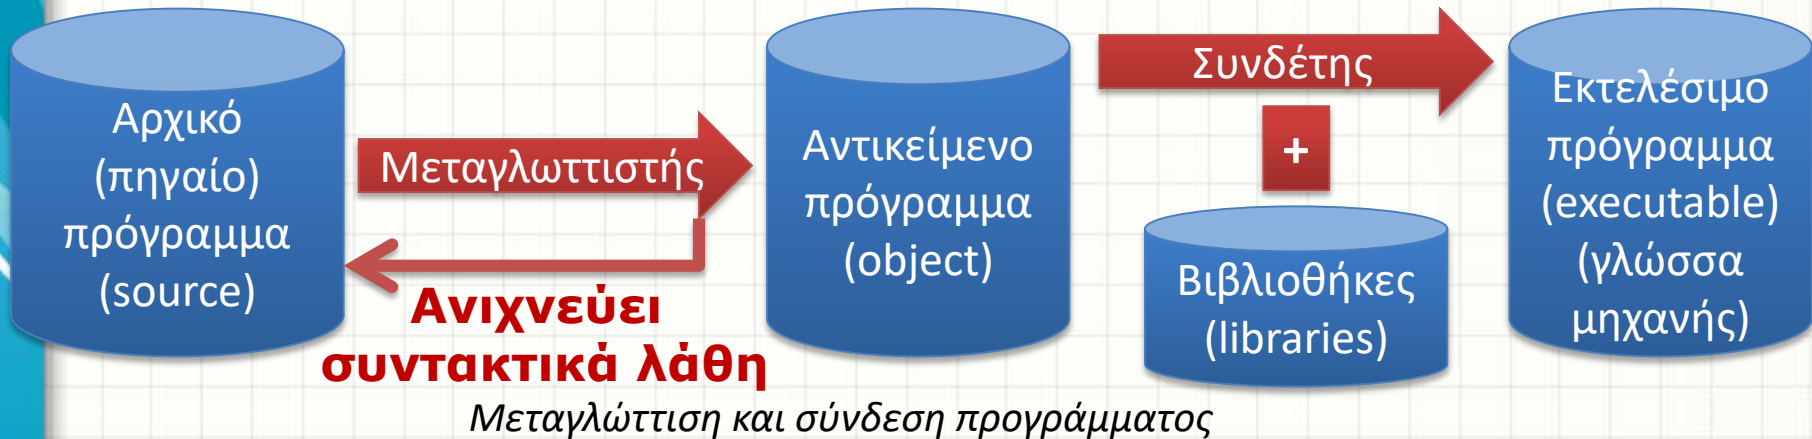 Αρχικό
(πηγαίο)
πρόγραμμα
(source)
Μεταγλωττιστής
Ανιχνεύει
συντακτικά λάθη
Αντικείμενο
πρόγραμμα
(object)
Συνδέτης
+
Βιβλιοθήκες
(libraries)
Εκτελέσιμο
πρόγραμμα
(executable)
(γλώσσα
μηχανής)
Μεταγλώττιση και σύνδεση προγράμματος